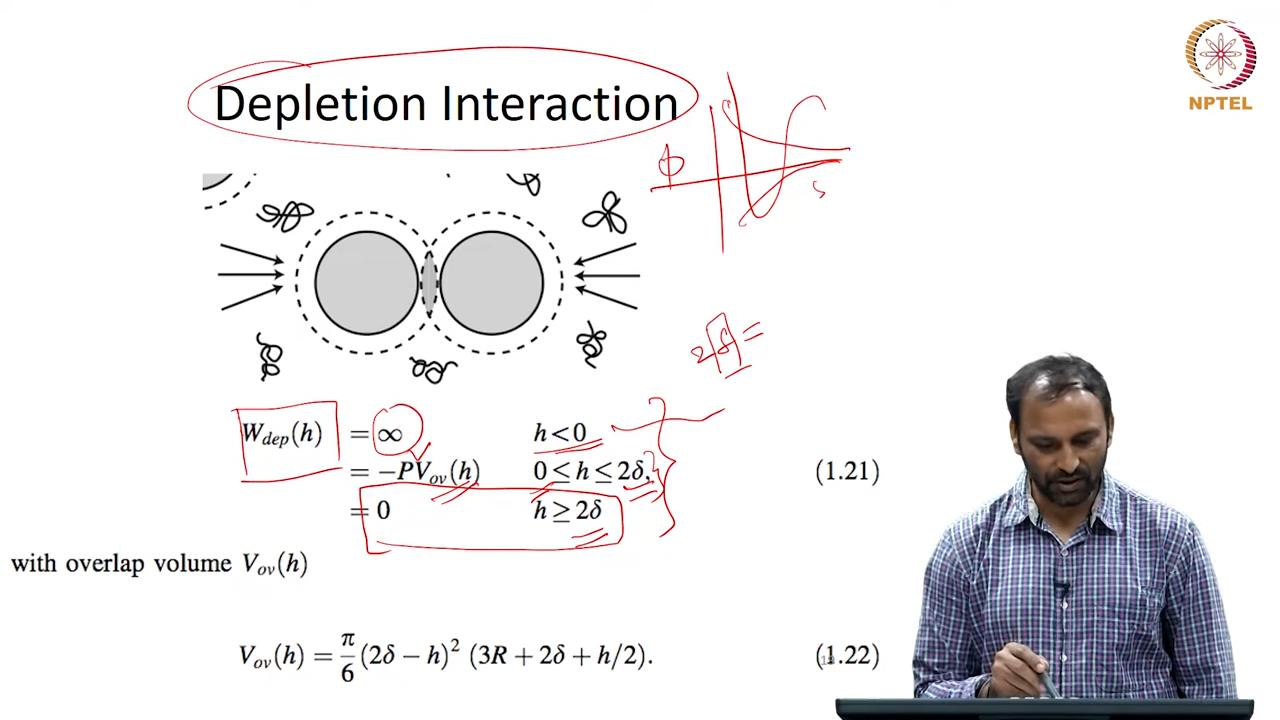 Depletion Interaction
NPTEL
Φ
2δ =
W_dep(h) = ∞ h < 0
= −PV_ov(h) 0 ≤ h ≤ 2δ, (1.21)
= 0 h ≥ 2δ
with overlap volume V_ov(h)
V_ov(h) = π/6 (2δ − h)² (3R + 2δ + h/2). (1.22)